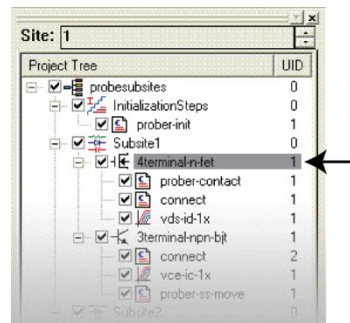 Site: 1
Project Tree UID
probesubsites 0
InitializationSteps 0
prober-init 1
Subsite1 0
4terminal-n-fet 1
prober-contact 1
connect 1
vds-id-1x 1
3terminal-npn-bjt 1
connect 2
vce-ic-1x 1
prober-ss-move 1
Subsite2 0